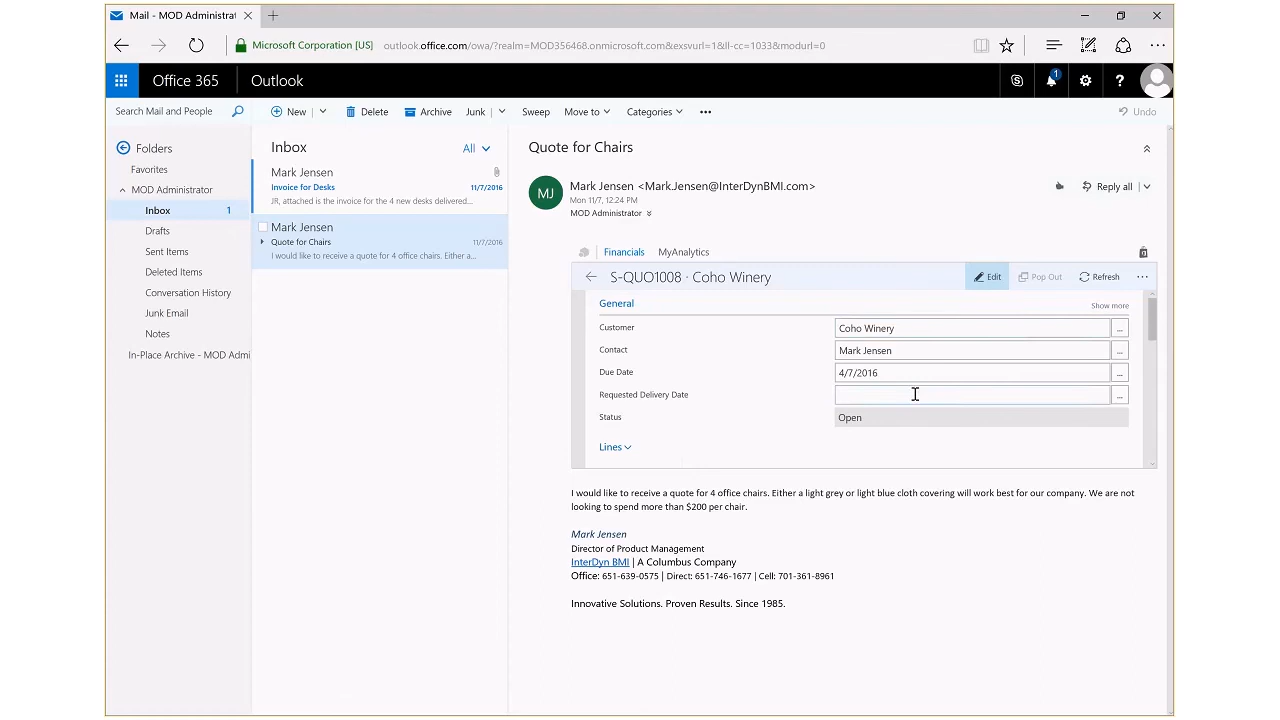 Mail - MOD Administrat
Microsoft Corporation [US] outlook.office.com/owa/?realm=MOD356468.onmicrosoft.com&exsvurl=1&ll-cc=1033&modurl=0
Office 365 Outlook 1 ?
Search Mail and People New Delete Archive Junk Sweep Move to Categories Undo
Folders
Favorites
MOD Administrator
Inbox 1
Drafts
Sent Items
Deleted Items
Conversation History
Junk Email
Notes
In-Place Archive - MOD Admi
Inbox All
Mark Jensen
Invoice for Desks 11/7/2016
JR, attached is the invoice for the 4 new desks delivered...
Mark Jensen
Quote for Chairs 11/7/2016
I would like to receive a quote for 4 office chairs. Either a...
Quote for Chairs
MJ Mark Jensen <Mark.Jensen@InterDynBMI.com> Reply all
Mon 11/7, 12:24 PM
MOD Administrator
Financials MyAnalytics
S-QUO1008 · Coho Winery Edit Pop Out Refresh ...
General Show more
Customer Coho Winery ...
Contact Mark Jensen ...
Due Date 4/7/2016 ...
Requested Delivery Date ...
Status Open
Lines
I would like to receive a quote for 4 office chairs. Either a light grey or light blue cloth covering will work best for our company. We are not
looking to spend more than $200 per chair.
Mark Jensen
Director of Product Management
InterDyn BMI | A Columbus Company
Office: 651-639-0575 | Direct: 651-746-1677 | Cell: 701-361-8961
Innovative Solutions. Proven Results. Since 1985.